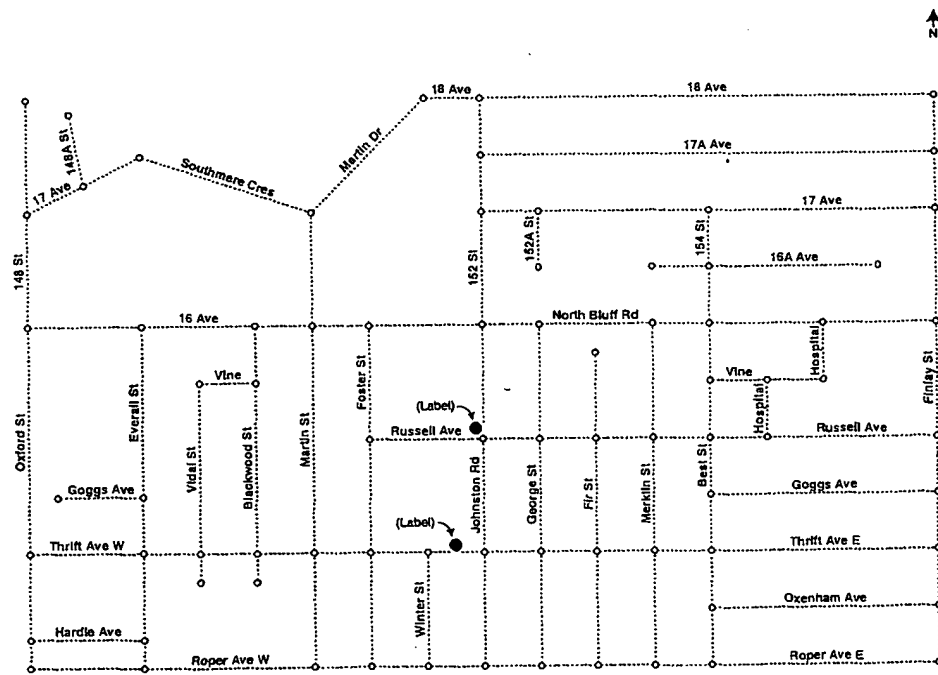 N
18 Ave
18 Ave
148A St
Martin Dr
17A Ave
Southmere Cres
17 Ave
17 Ave
152A St
154 St
148 St
152 St
16A Ave
16 Ave
North Bluff Rd
Hospital
Vine
Vine
Finlay St
Everall St
Foster St
(Label)
Hospital
Russell Ave
Russell Ave
Oxford St
Vidal St
Blackwood St
Martin St
Johnston Rd
George St
Fir St
Merklin St
Best St
Goggs Ave
Goggs Ave
(Label)
Thrift Ave W
Thrift Ave E
Winter St
Oxenham Ave
Hardie Ave
Roper Ave W
Roper Ave E